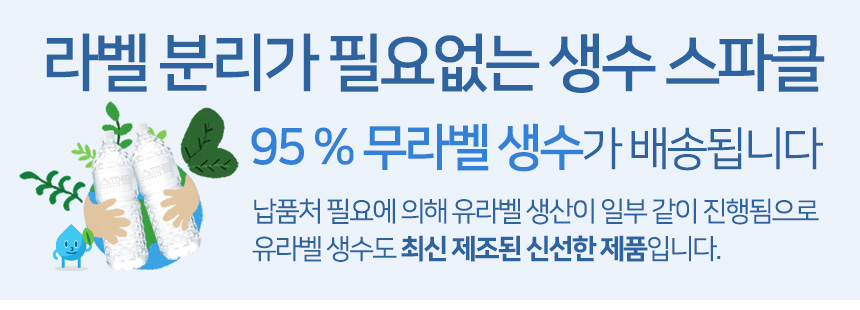 라벨 분리가 필요없는 생수 스파클
95 % 무라벨 생수가 배송됩니다
납품처 필요에 의해 유라벨 생산이 일부 같이 진행됨으로
유라벨 생수도 최신 제조된 신선한 제품입니다.